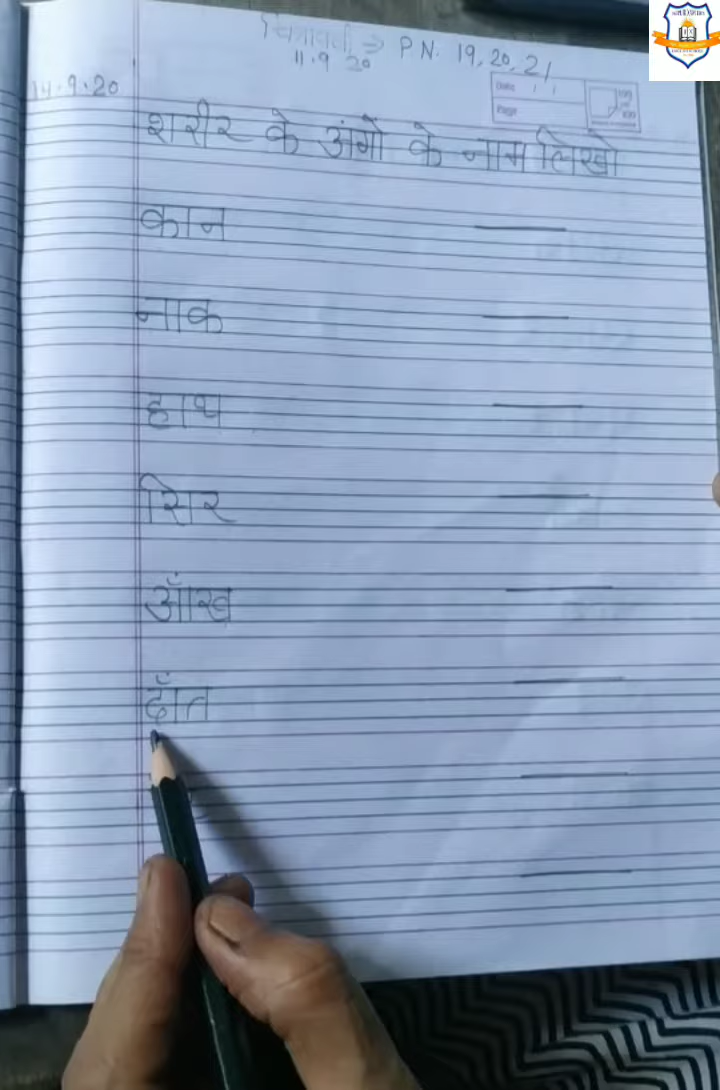 चित्रावली => P N. 19, 20, 21
11.9 20
14.9.20
Date
Page
शरीर के अंगों के नाम लिखो
कान
नाक
हाथ
सिर
आँख
दाँत